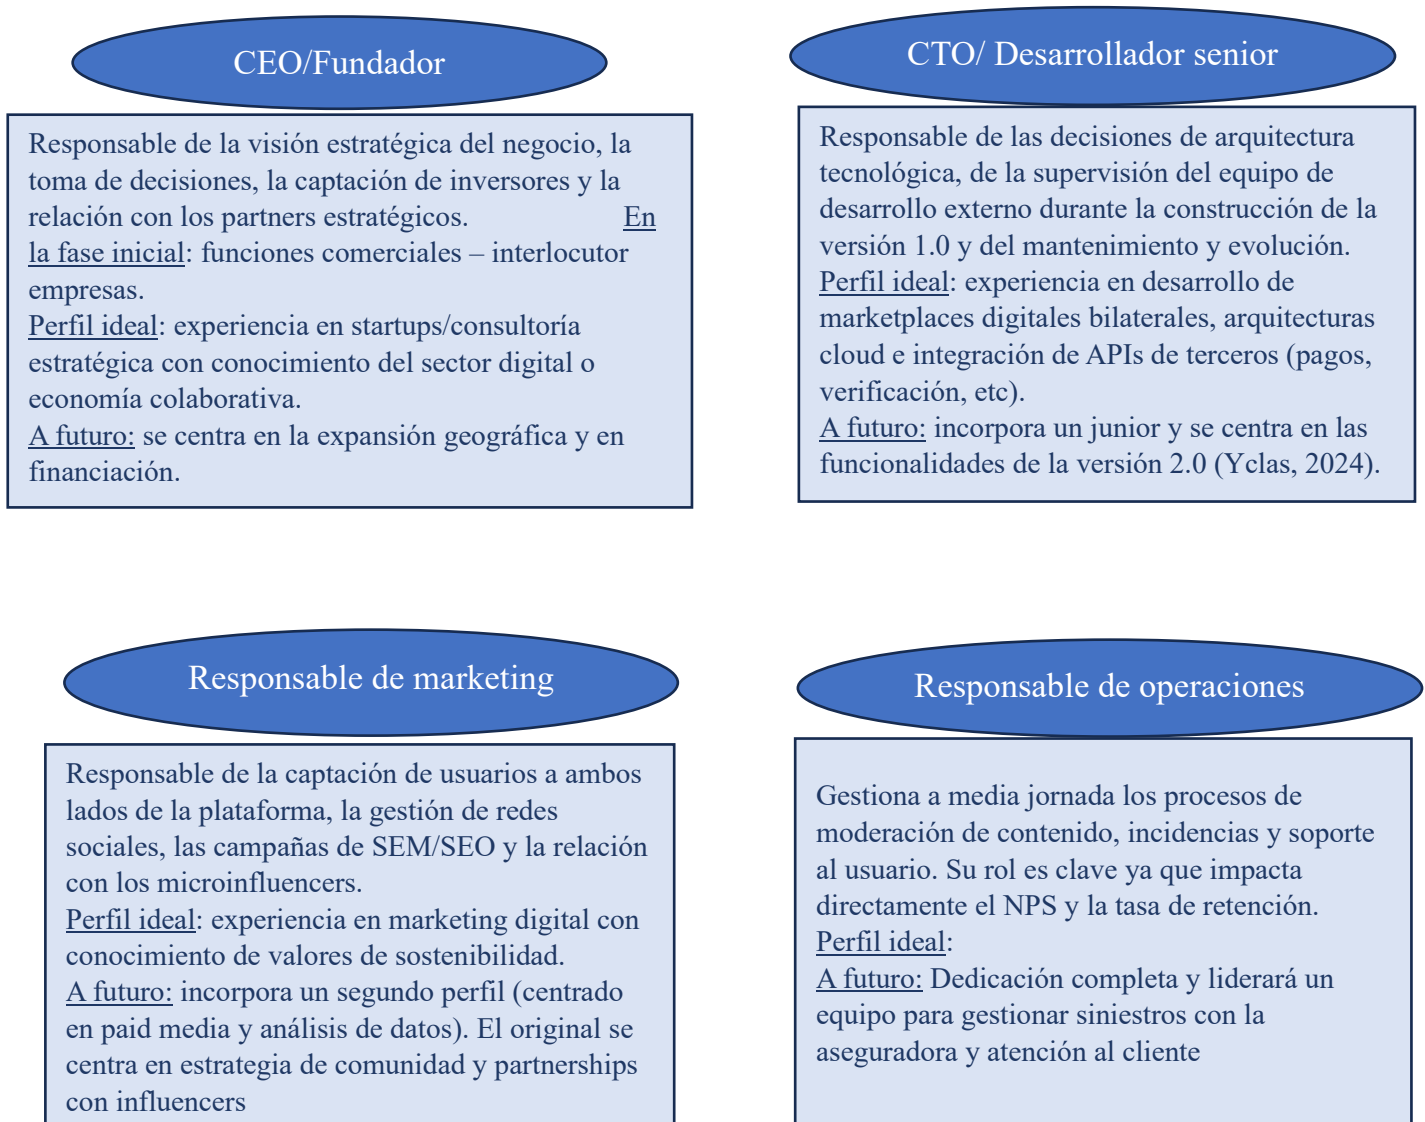 CEO/Fundador
Responsable de la visión estratégica del negocio, la
toma de decisiones, la captación de inversores y la
relación con los partners estratégicos. En
la fase inicial: funciones comerciales – interlocutor
empresas.
Perfil ideal: experiencia en startups/consultoría
estratégica con conocimiento del sector digital o
economía colaborativa.
A futuro: se centra en la expansión geográfica y en
financiación.
CTO/ Desarrollador senior
Responsable de las decisiones de arquitectura
tecnológica, de la supervisión del equipo de
desarrollo externo durante la construcción de la
versión 1.0 y del mantenimiento y evolución.
Perfil ideal: experiencia en desarrollo de
marketplaces digitales bilaterales, arquitecturas
cloud e integración de APIs de terceros (pagos,
verificación, etc).
A futuro: incorpora un junior y se centra en las
funcionalidades de la versión 2.0 (Yclas, 2024).
Responsable de marketing
Responsable de la captación de usuarios a ambos
lados de la plataforma, la gestión de redes
sociales, las campañas de SEM/SEO y la relación
con los microinfluencers.
Perfil ideal: experiencia en marketing digital con
conocimiento de valores de sostenibilidad.
A futuro: incorpora un segundo perfil (centrado
en paid media y análisis de datos). El original se
centra en estrategia de comunidad y partnerships
con influencers
Responsable de operaciones
Gestiona a media jornada los procesos de
moderación de contenido, incidencias y soporte
al usuario. Su rol es clave ya que impacta
directamente el NPS y la tasa de retención.
Perfil ideal:
A futuro: Dedicación completa y liderará un
equipo para gestionar siniestros con la
aseguradora y atención al cliente